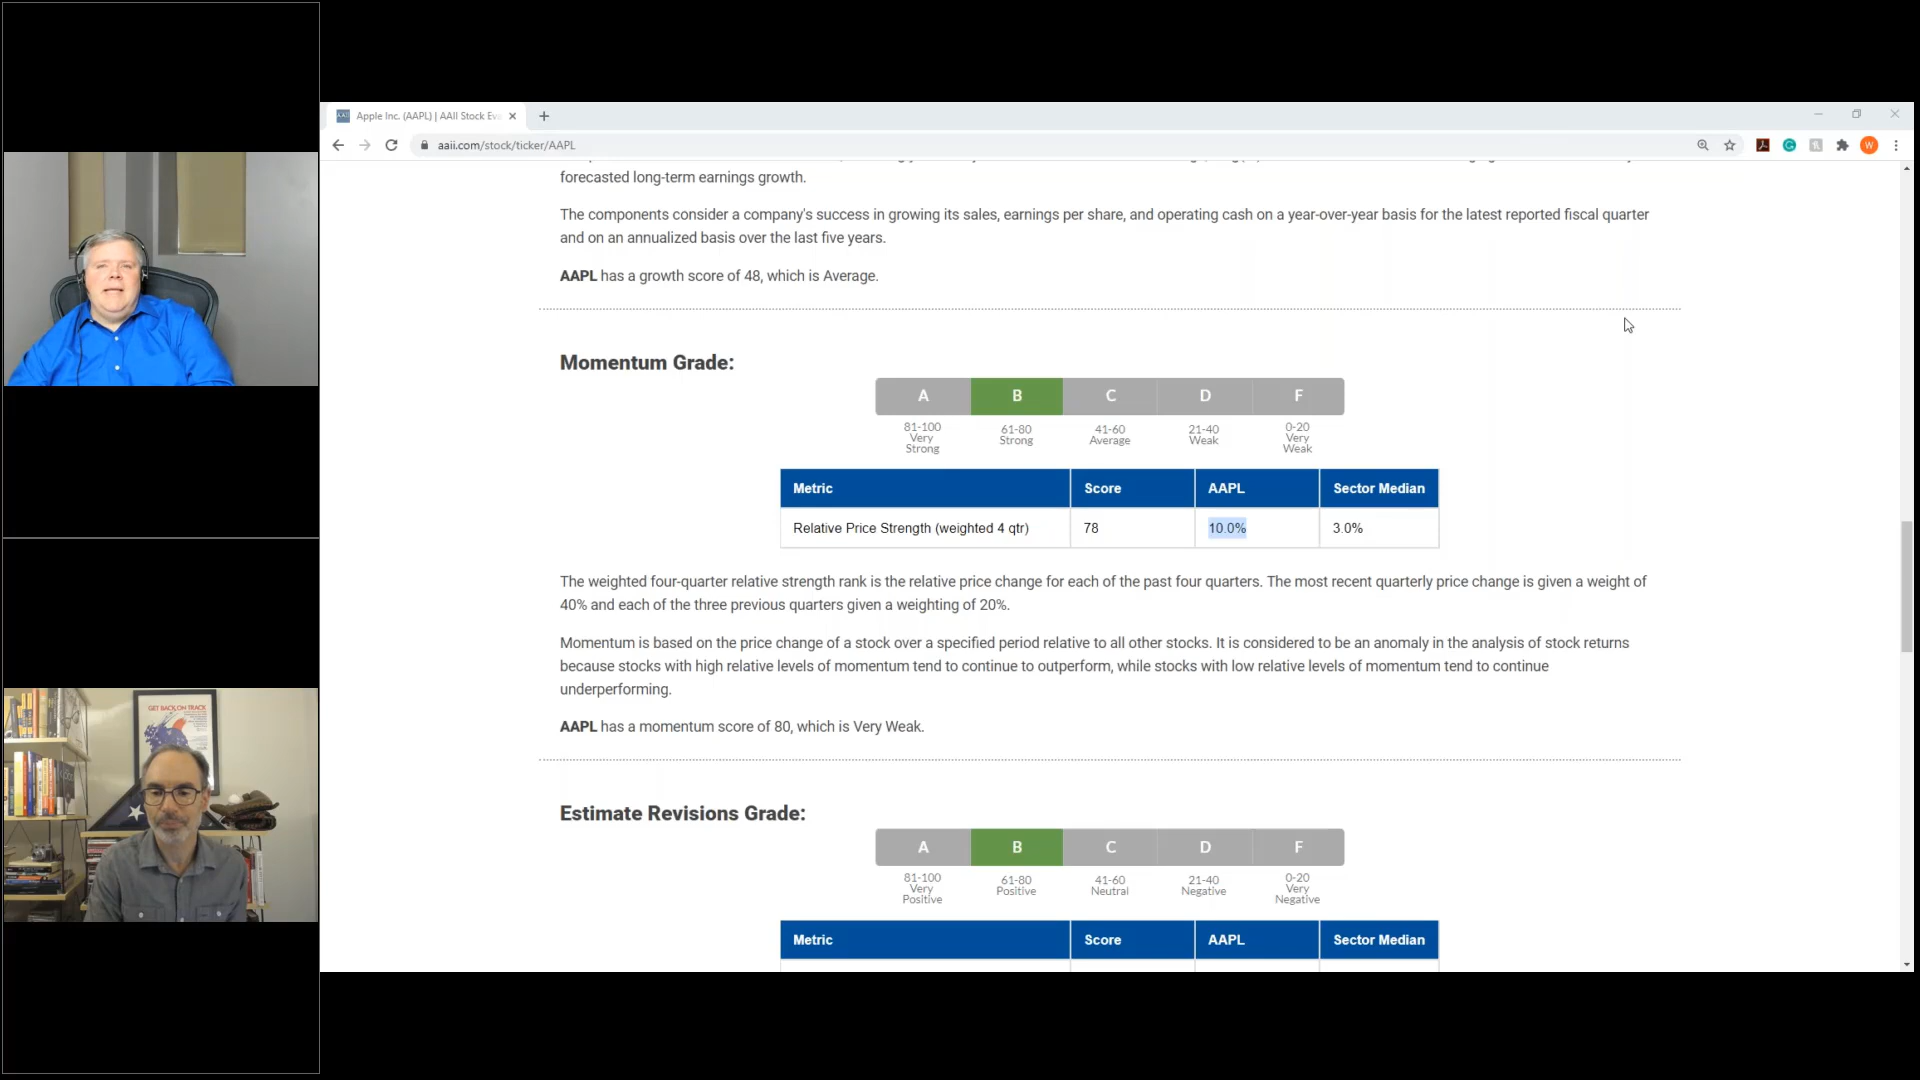 Apple Inc. (AAPL) | AAII Stock Eva
aaii.com/stock/ticker/AAPL
W
forecasted long-term earnings growth.
The components consider a company's success in growing its sales, earnings per share, and operating cash on a year-over-year basis for the latest reported fiscal quarter
and on an annualized basis over the last five years.
AAPL has a growth score of 48, which is Average.
Momentum Grade:
A B C D F
81-100 Very Strong 61-80 Strong 41-60 Average 21-40 Weak 0-20 Very Weak
Metric Score AAPL Sector Median
Relative Price Strength (weighted 4 qtr) 78 10.0% 3.0%
The weighted four-quarter relative strength rank is the relative price change for each of the past four quarters. The most recent quarterly price change is given a weight of
40% and each of the three previous quarters given a weighting of 20%.
Momentum is based on the price change of a stock over a specified period relative to all other stocks. It is considered to be an anomaly in the analysis of stock returns
because stocks with high relative levels of momentum tend to continue to outperform, while stocks with low relative levels of momentum tend to continue
underperforming.
AAPL has a momentum score of 80, which is Very Weak.
GET BACK ON TRACK
Estimate Revisions Grade:
A B C D F
81-100 Very Positive 61-80 Positive 41-60 Neutral 21-40 Negative 0-20 Very Negative
Metric Score AAPL Sector Median